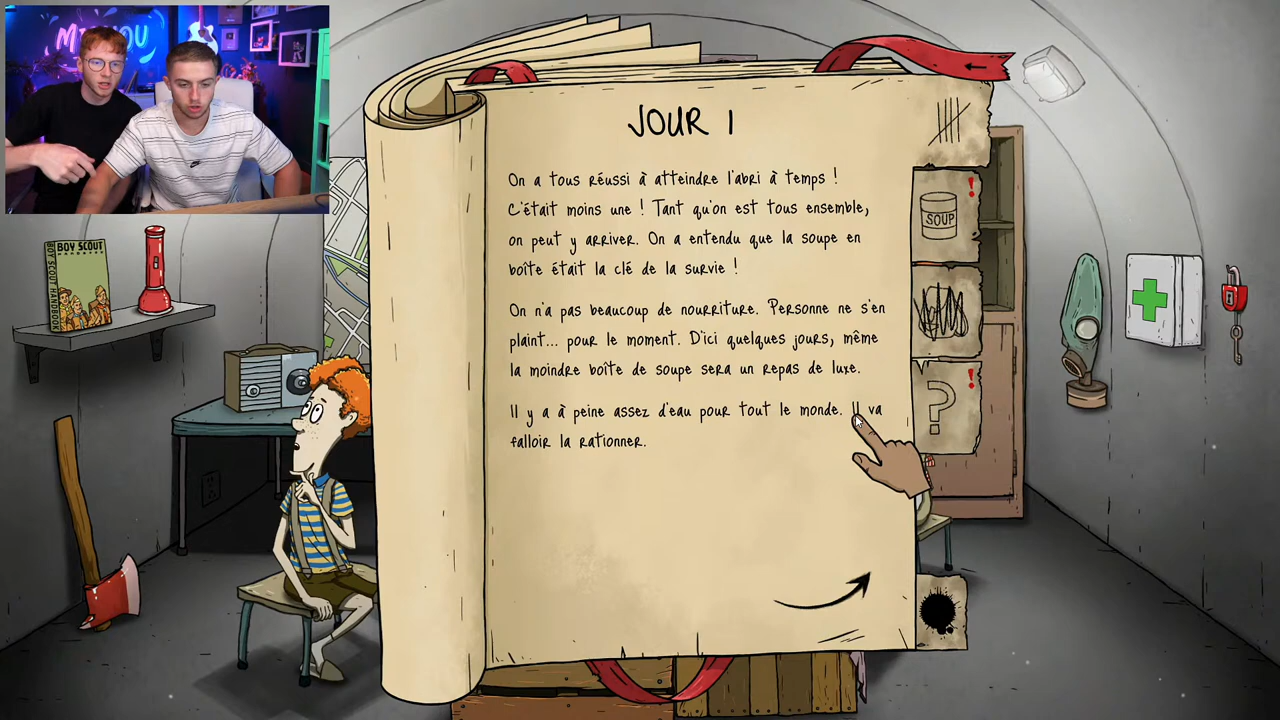 JOUR 1
On a tous réussi à atteindre l'abri à temps !
C'était moins une ! Tant qu'on est tous ensemble,
on peut y arriver. On a entendu que la soupe en
boîte était la clé de la survie !
On n'a pas beaucoup de nourriture. Personne ne s'en
plaint... pour le moment. D'ici quelques jours, même
la moindre boîte de soupe sera un repas de luxe.
Il y a à peine assez d'eau pour tout le monde. Il va
falloir la rationner.
!
SOUP
!
?
BOY SCOUT
HANDBOOK
BOY SCOUT HANDBOOK